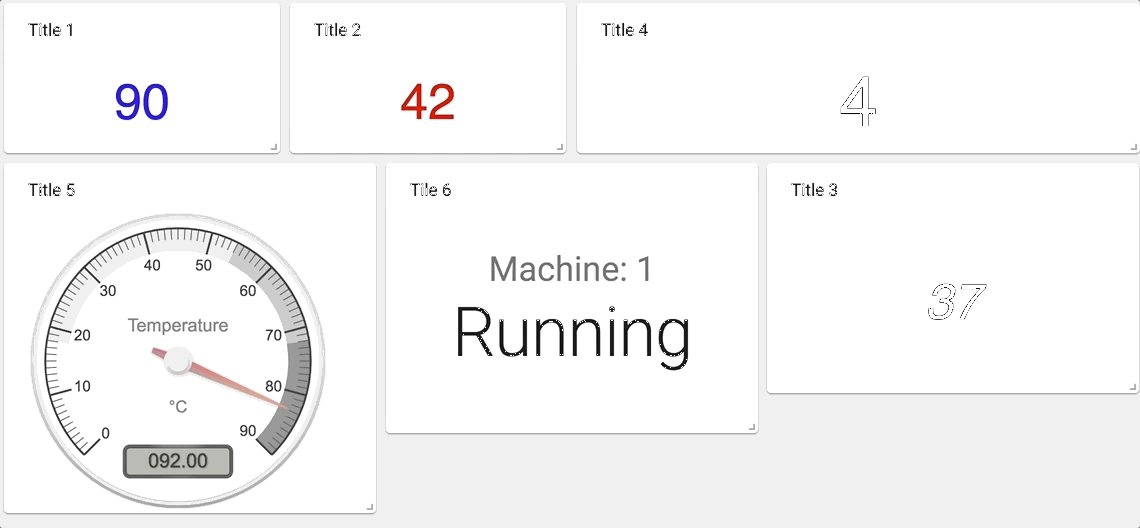 Title 1
90
Title 2
42
Title 4
4
Title 5
0
10
20
30
40
50
60
70
80
90
Temperature
°C
092.00
Tile 6
Machine: 1
Running
Title 3
37